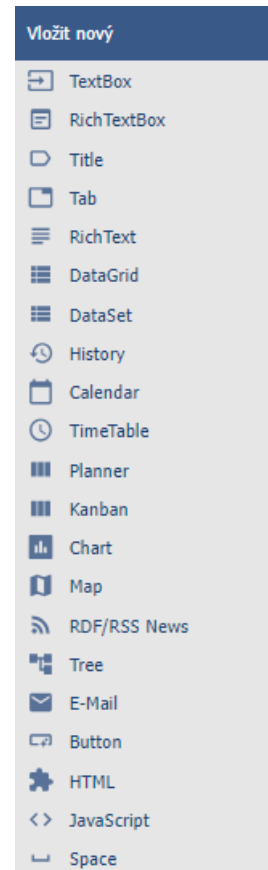 Vložit nový
TextBox
RichTextBox
Title
Tab
RichText
DataGrid
DataSet
History
Calendar
TimeTable
Planner
Kanban
Chart
Map
RDF/RSS News
Tree
E-Mail
Button
HTML
JavaScript
Space